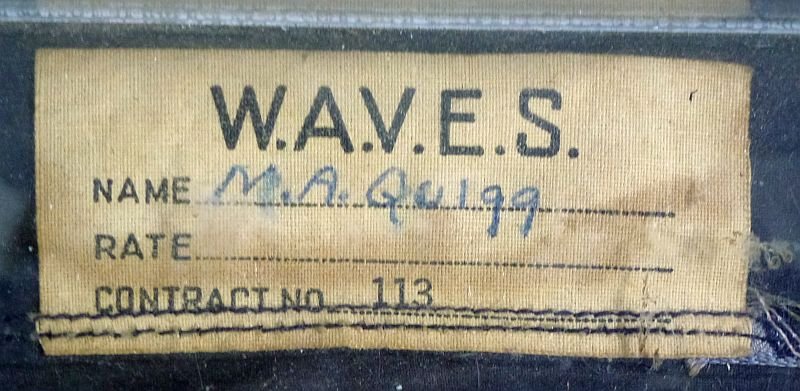 W.A.V.E.S.
NAME M.A. Quigg
RATE
CONTRACT NO. 113